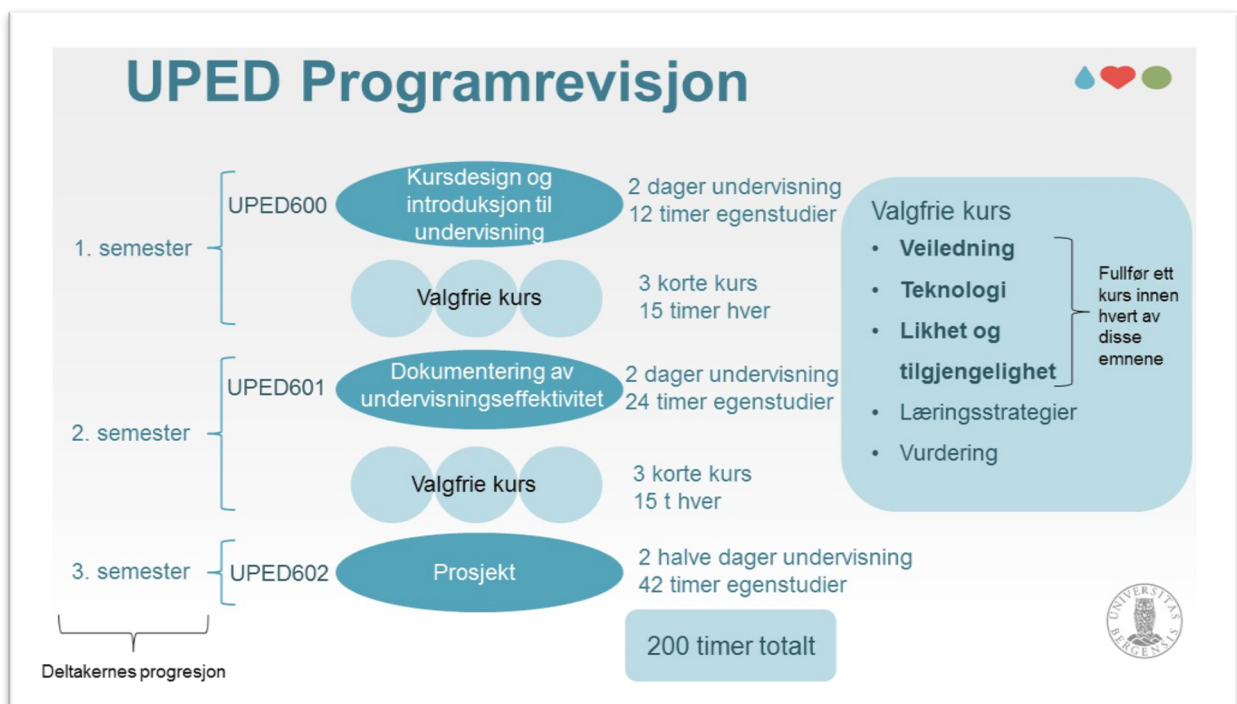 UPED Programrevisjon
1. semester
UPED600
Kursdesign og
introduksjon til
undervisning
2 dager undervisning
12 timer egenstudier
Valgfrie kurs
3 korte kurs
15 timer hver
2. semester
UPED601
Dokumentering av
undervisningseffektivitet
2 dager undervisning
24 timer egenstudier
Valgfrie kurs
3 korte kurs
15 t hver
3. semester
UPED602
Prosjekt
2 halve dager undervisning
42 timer egenstudier
200 timer totalt
Deltakernes progresjon
Valgfrie kurs
• Veiledning
• Teknologi
• Likhet og
tilgjengelighet
• Læringsstrategier
• Vurdering
Fullfør ett
kurs innen
hvert av
disse
emnene
UNIVERSITAS
BERGENSIS